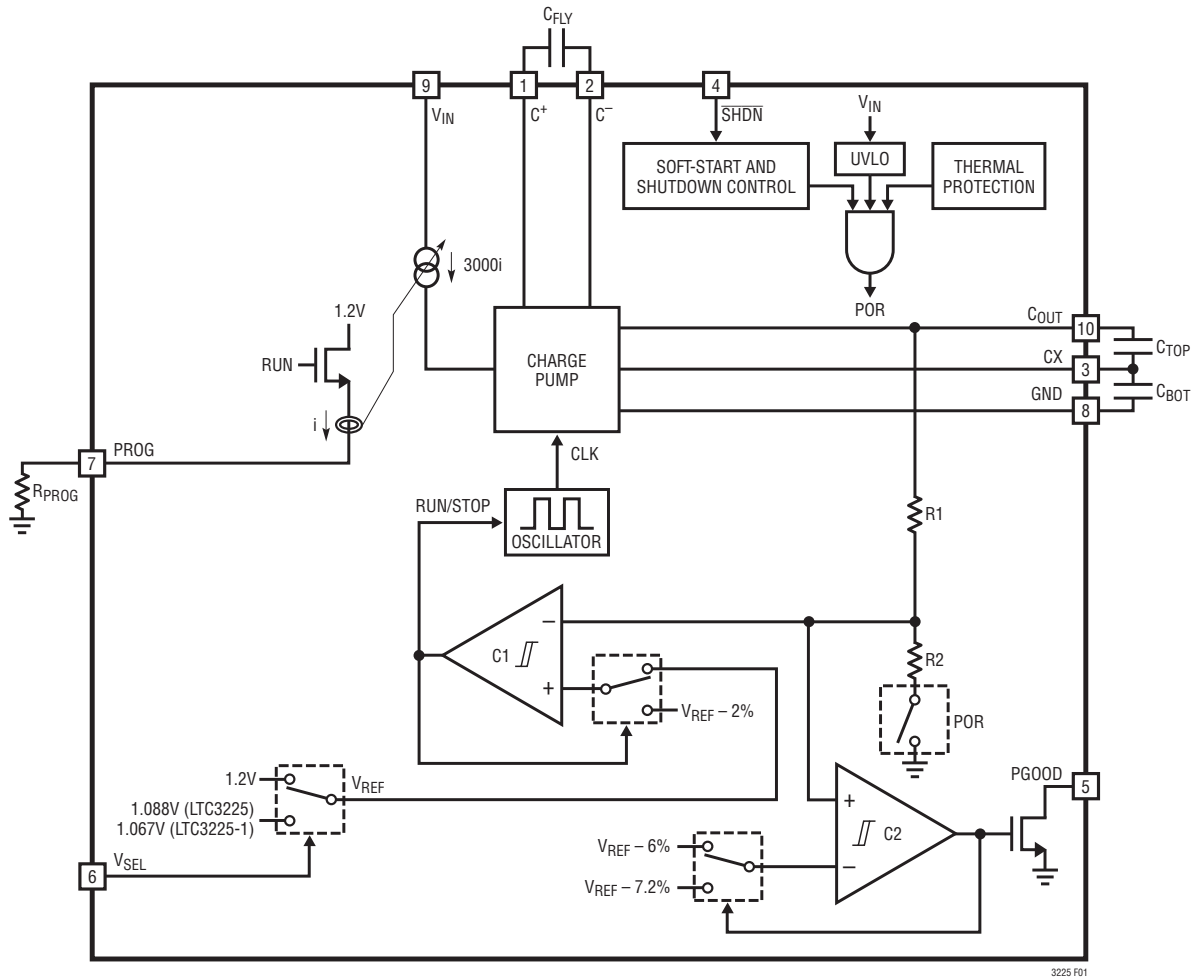 CFLY
9
1
2
4
VIN
C+
C–
SHDN
VIN
SOFT-START AND
SHUTDOWN CONTROL
UVLO
THERMAL
PROTECTION
3000i
POR
1.2V
RUN
i
CHARGE
PUMP
COUT
10
CTOP
CX
3
GND
8
CBOT
CLK
7
PROG
RPROG
RUN/STOP
OSCILLATOR
R1
–
C1
+
VREF – 2%
R2
POR
1.2V
VREF
1.088V (LTC3225)
1.067V (LTC3225-1)
VSEL
6
PGOOD
5
+
C2
–
VREF – 6%
VREF – 7.2%
3225 F01